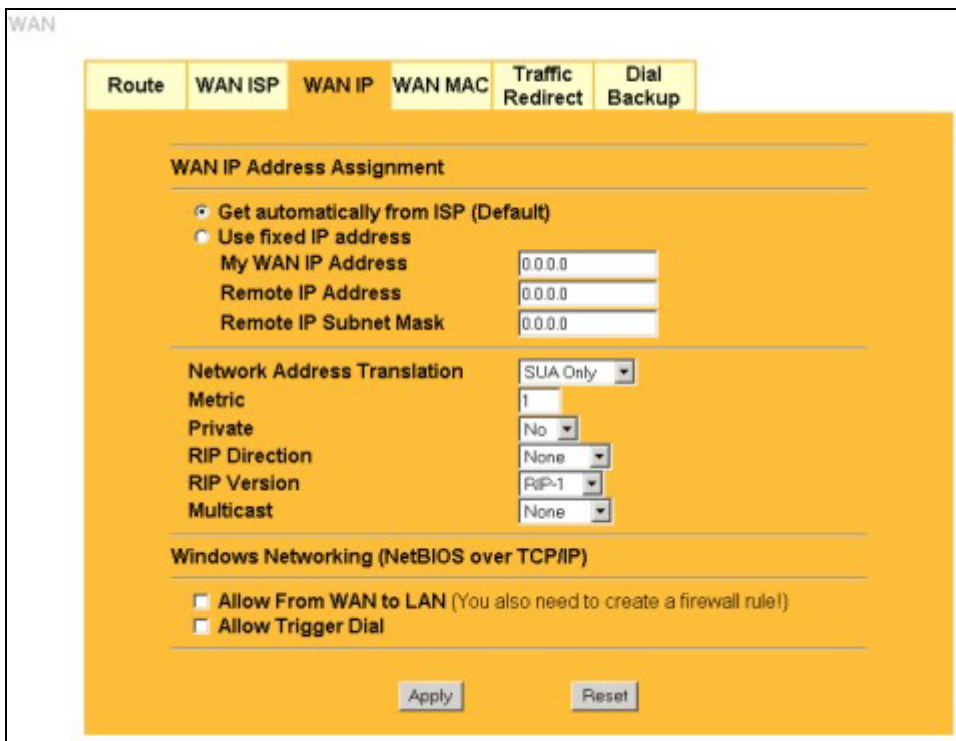 WAN
Route WAN ISP WAN IP WAN MAC Traffic Redirect Dial Backup
WAN IP Address Assignment
Get automatically from ISP (Default)
Use fixed IP address
My WAN IP Address 0.0.0.0
Remote IP Address 0.0.0.0
Remote IP Subnet Mask 0.0.0.0
Network Address Translation SUA Only
Metric 1
Private No
RIP Direction None
RIP Version RIP-1
Multicast None
Windows Networking (NetBIOS over TCP/IP)
Allow From WAN to LAN (You also need to create a firewall rule!)
Allow Trigger Dial
Apply Reset